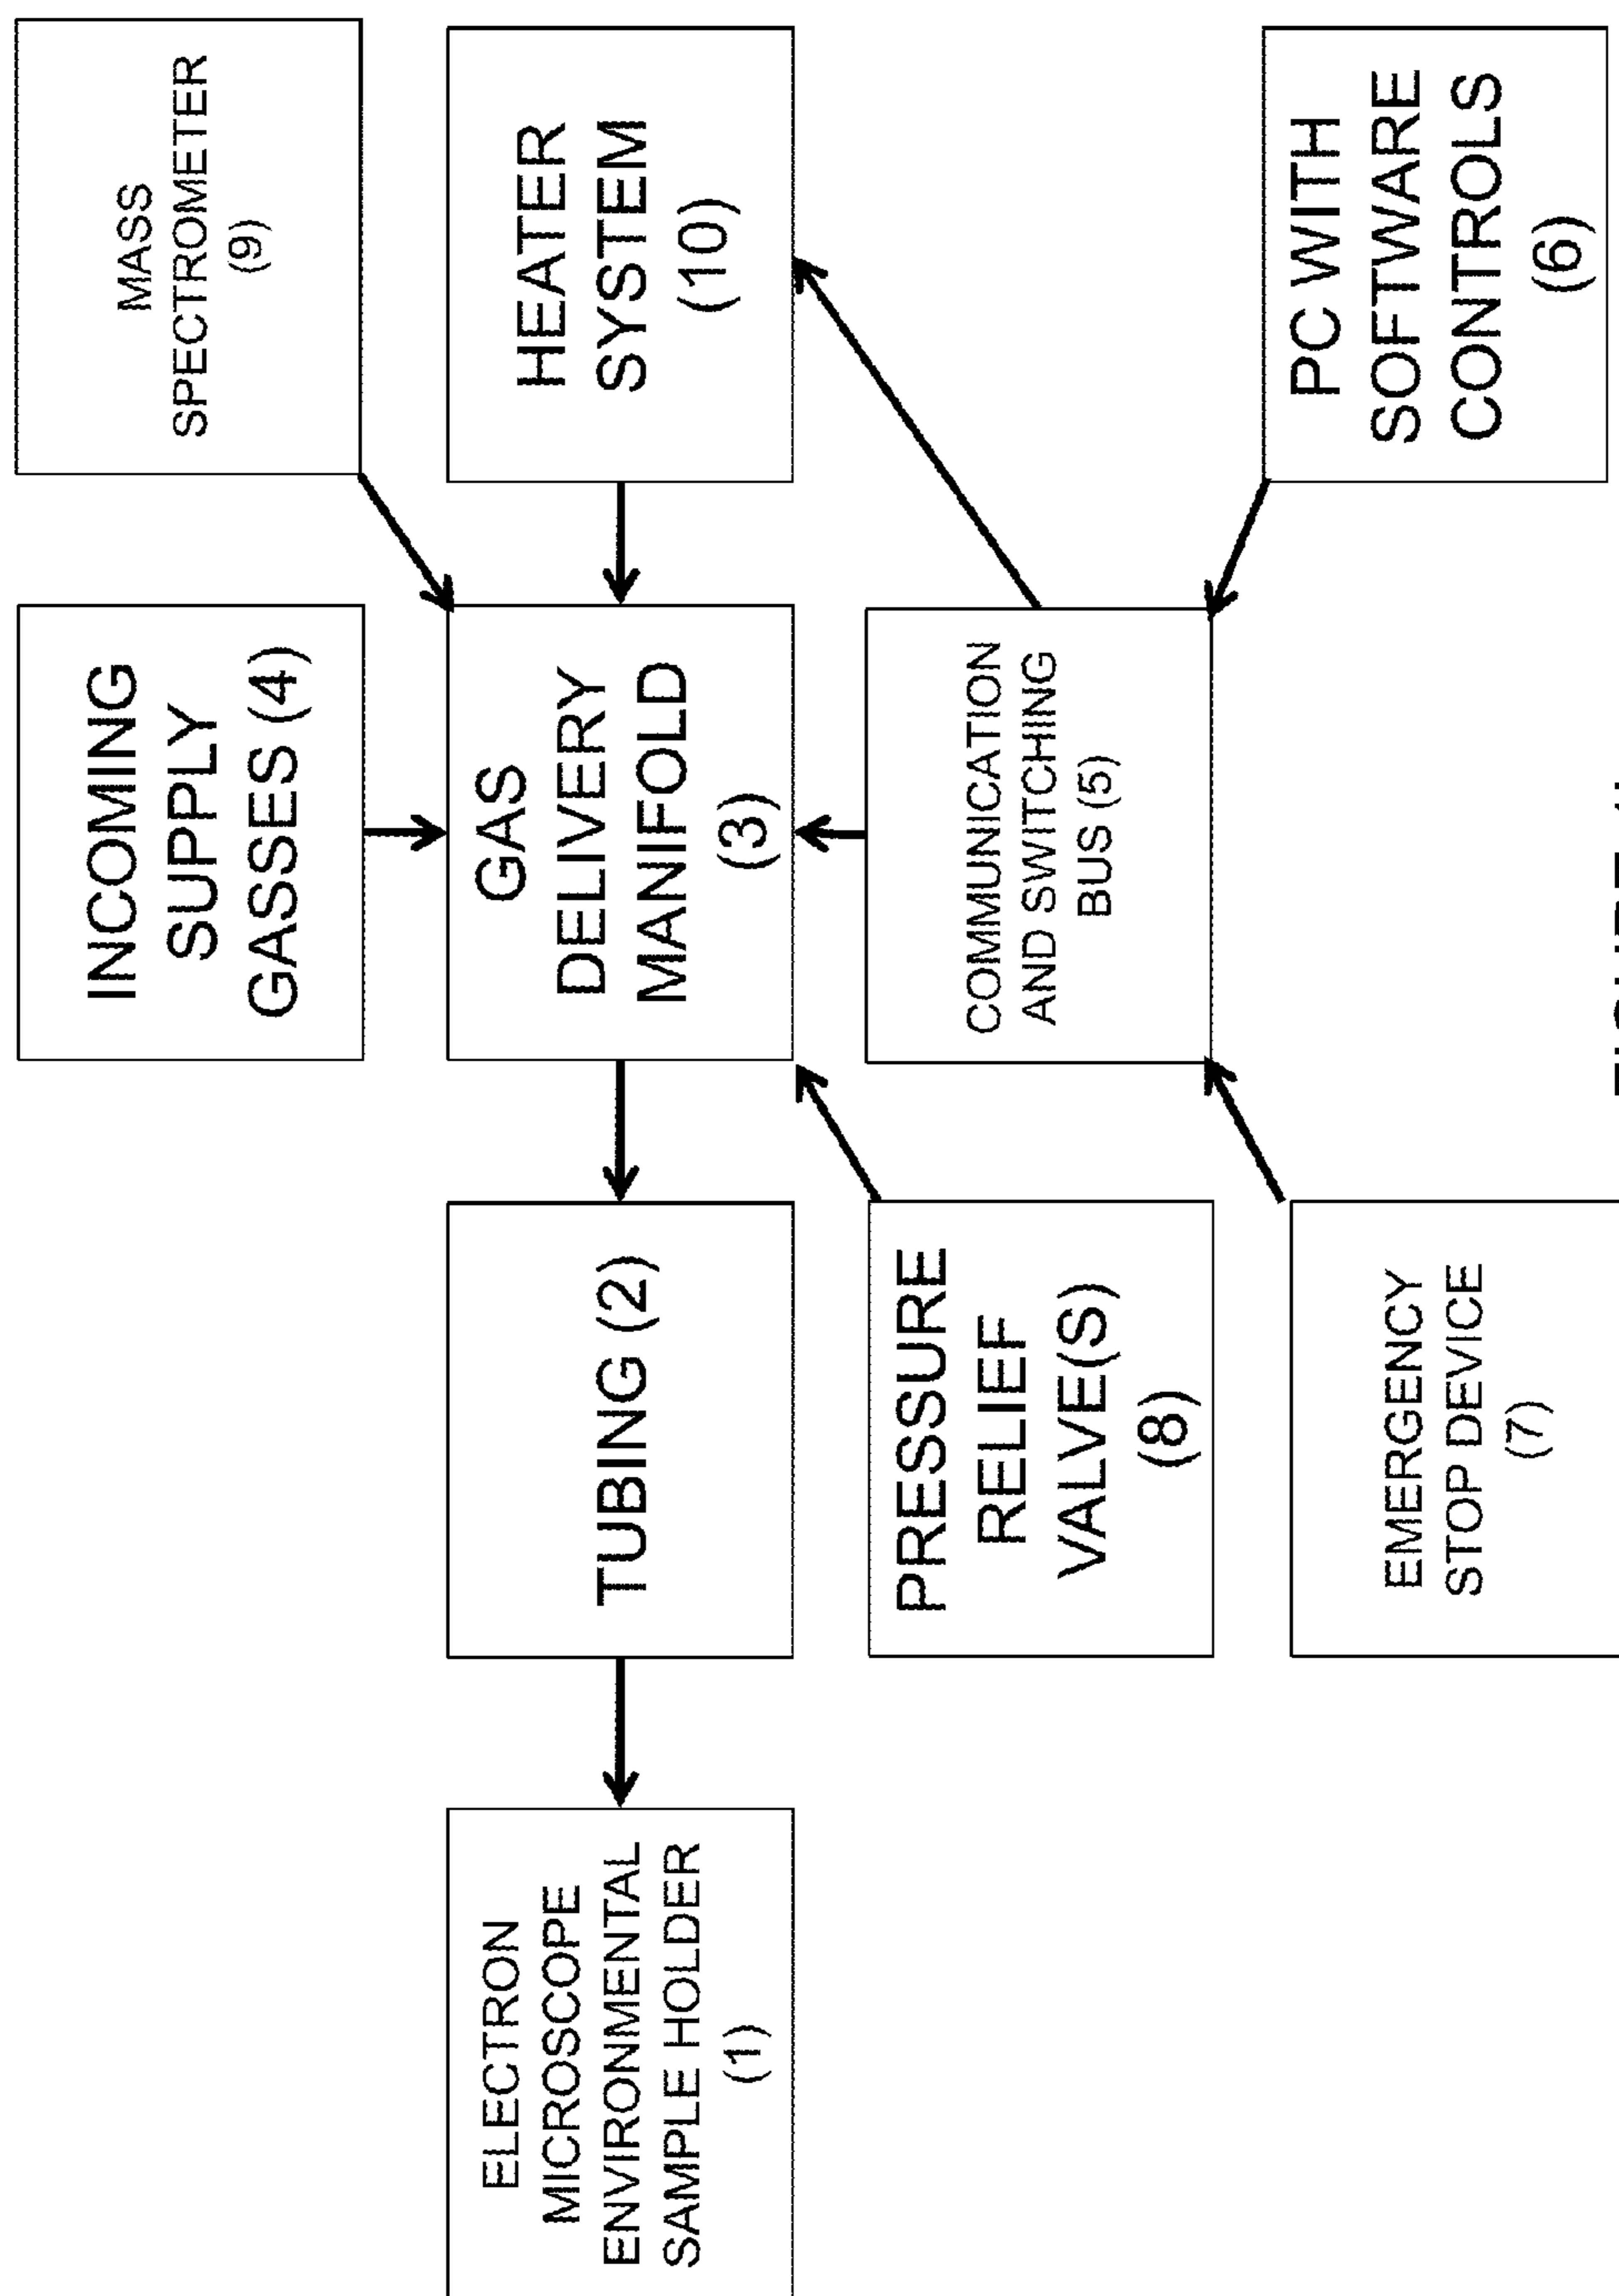 INCOMING
SUPPLY
GASSES (4)
MASS
SPECTROMETER
(9)
ELECTRON
MICROSCOPE
ENVIRONMENTAL
SAMPLE HOLDER
(1)
TUBING (2)
GAS
DELIVERY
MANIFOLD
(3)
HEATER
SYSTEM
(10)
PRESSURE
RELIEF
VALVE(S)
(8)
COMMUNICATION
AND SWITCHING
BUS (5)
EMERGENCY
STOP DEVICE
(7)
PC WITH
SOFTWARE
CONTROLS
(6)